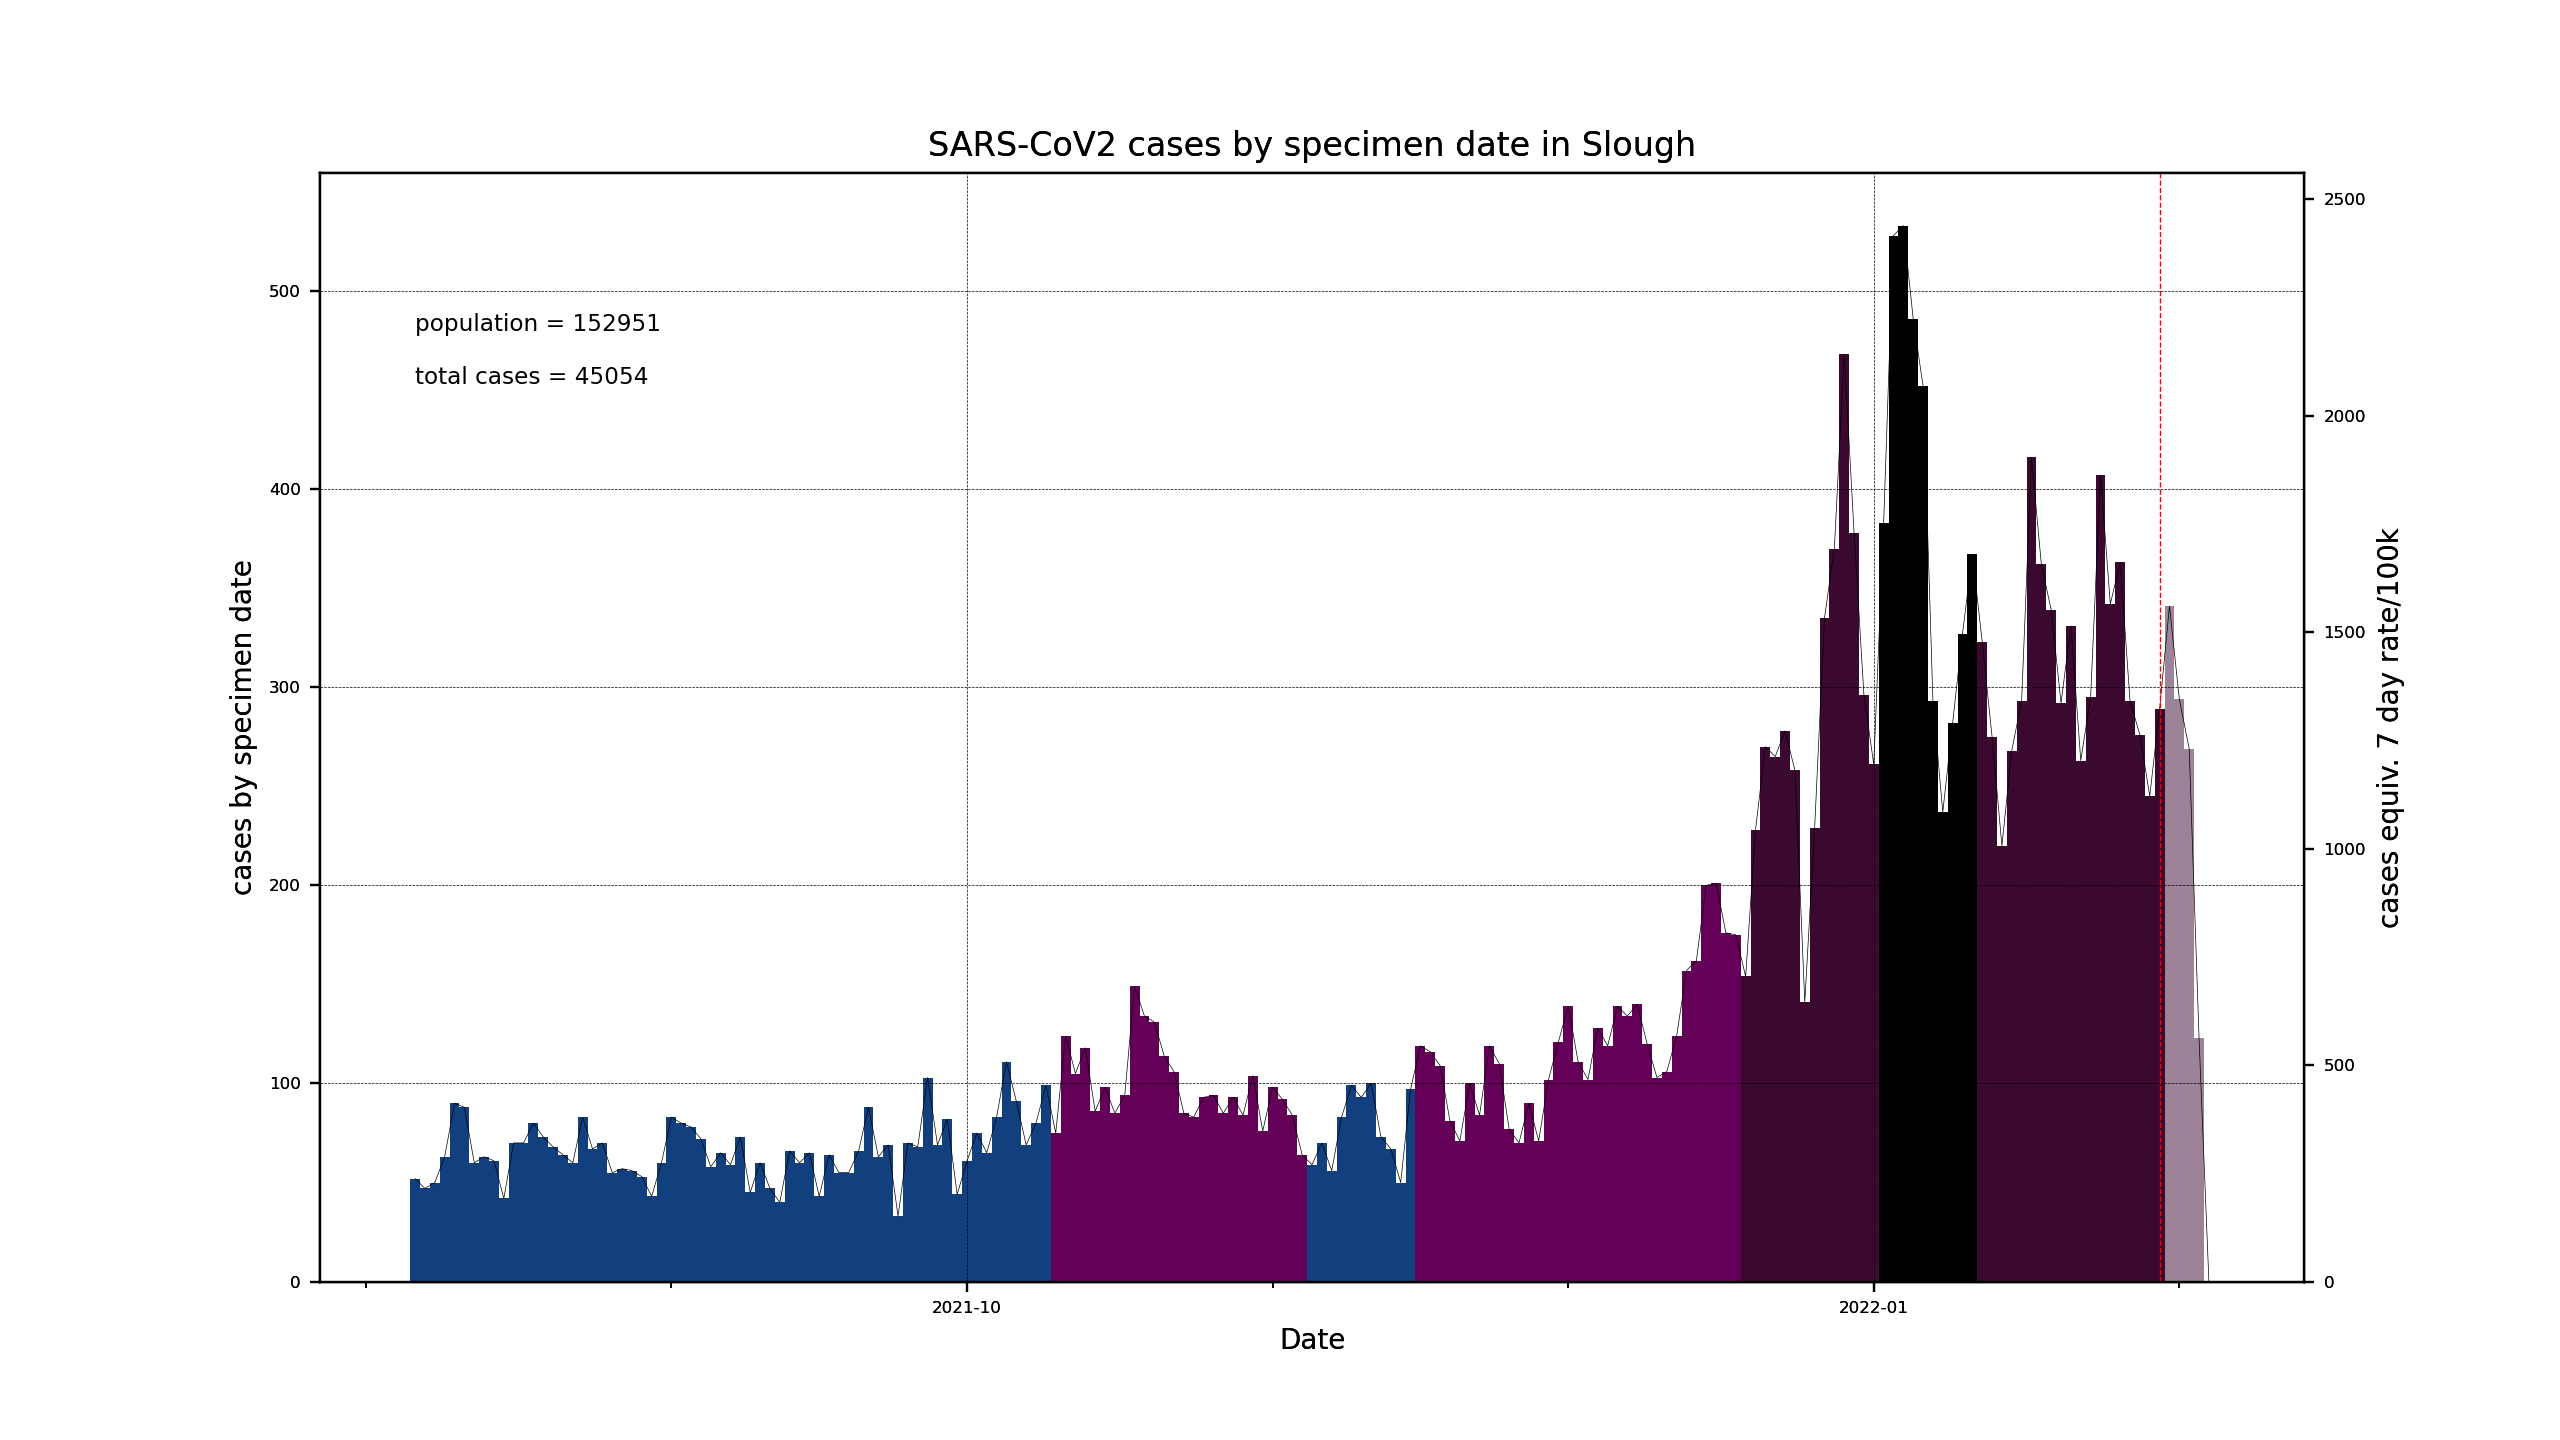 SARS-CoV2 cases by specimen date in Slough
population = 152951
total cases = 45054
cases by specimen date
500
400
300
200
100
0
2500
2000
1500
1000
500
0
cases equiv. 7 day rate/100k
2021-10
2022-01
Date